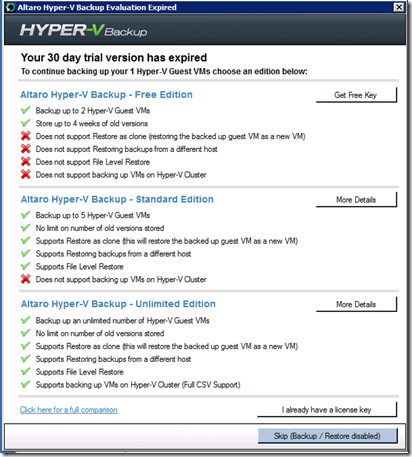 Altaro Hyper-V Backup Evaluation Expired
HYPER-V Backup
Your 30 day trial version has expired
To continue backing up your 1 Hyper-V Guest VMs choose an edition below:
Altaro Hyper-V Backup - Free Edition
Get Free Key
Backup up to 2 Hyper-V Guest VMs
Store up to 4 weeks of old versions
Does not support Restore as clone (restoring the backed up guest VM as a new VM)
Does not support Restoring backups from a different host
Does not support File Level Restore
Does not support backing up VMs on Hyper-V Cluster
Altaro Hyper-V Backup - Standard Edition
More Details
Backup up to 5 Hyper-V Guest VMs
No limit on number of old versions stored
Supports Restore as clone (this will restore the backed up guest VM as a new VM)
Supports Restoring backups from a different host
Supports File Level Restore
Does not support backing up VMs on Hyper-V Cluster
Altaro Hyper-V Backup - Unlimited Edition
More Details
Backup up an unlimited number of Hyper-V Guest VMs
No limit on number of old versions stored
Supports Restore as clone (this will restore the backed up guest VM as a new VM)
Supports Restoring backups from a different host
Supports File Level Restore
Supports backing up VMs on Hyper-V Cluster (Full CSV Support)
Click here for a full comparison
I already have a license key
Skip (Backup / Restore disabled)